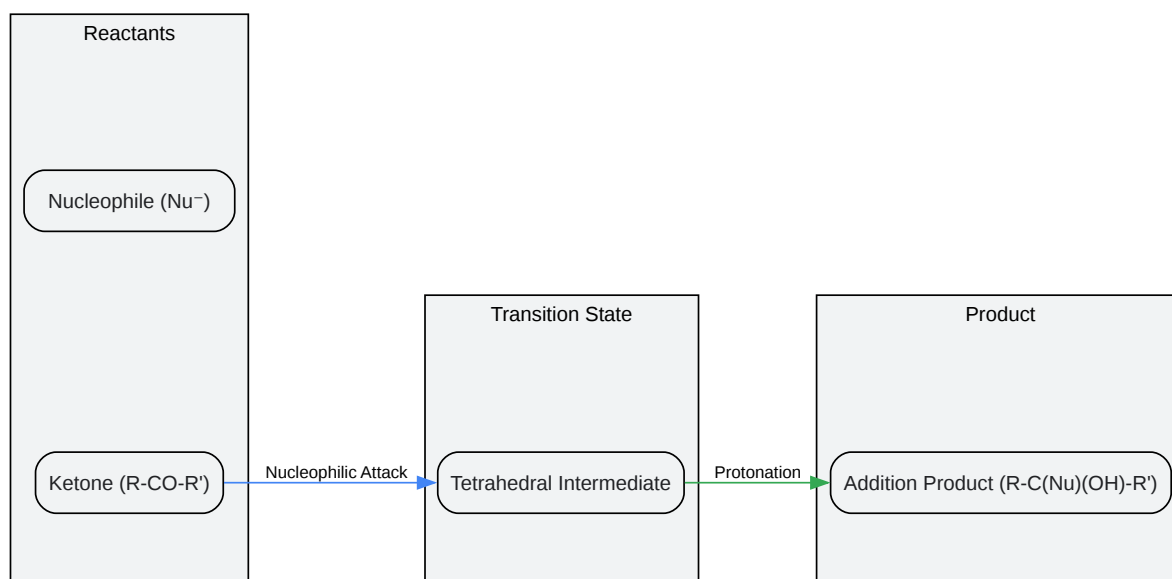 Reactants
Nucleophile (Nu⁻)
Ketone (R-CO-R')
Nucleophilic Attack
Transition State
Tetrahedral Intermediate
Protonation
Product
Addition Product (R-C(Nu)(OH)-R')